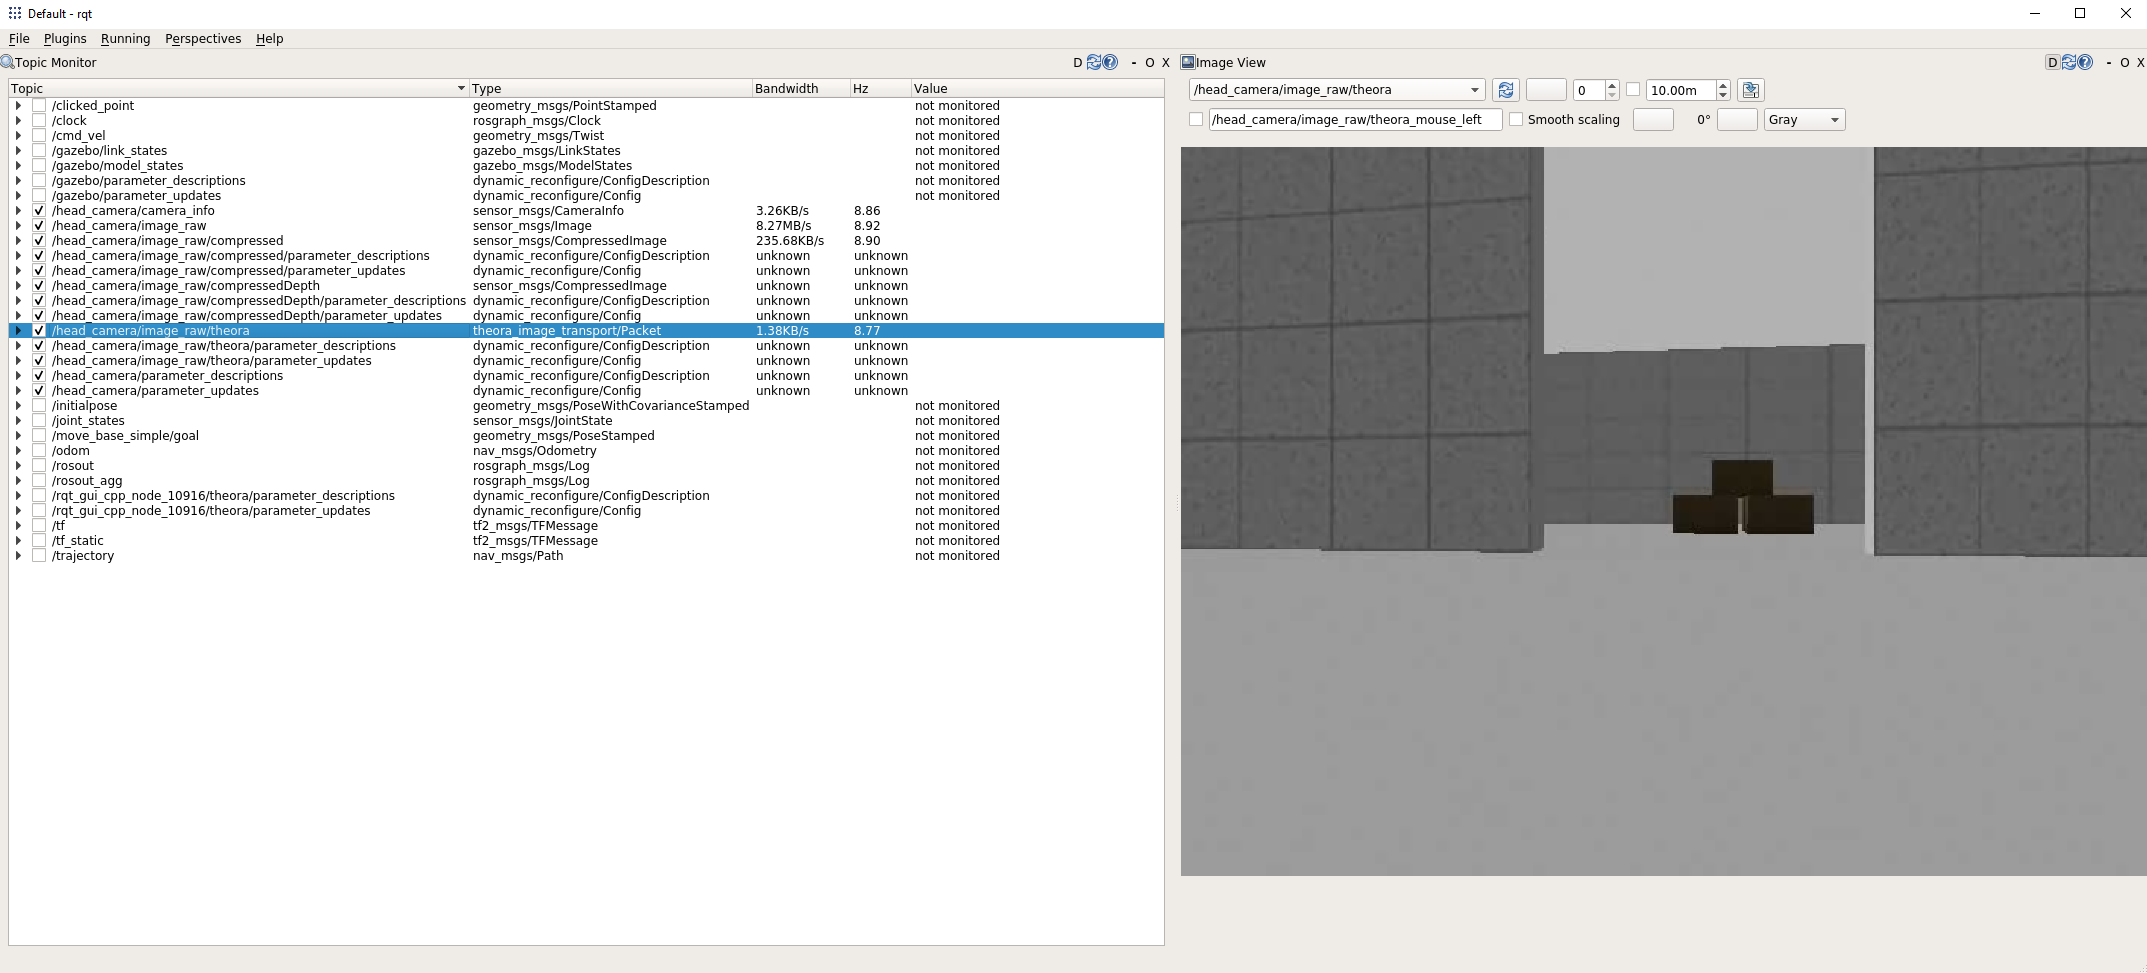 Default - rqt
File Plugins Running Perspectives Help
Topic Monitor D - O X
Topic Type Bandwidth Hz Value
/clicked_point geometry_msgs/PointStamped not monitored
/clock rosgraph_msgs/Clock not monitored
/cmd_vel geometry_msgs/Twist not monitored
/gazebo/link_states gazebo_msgs/LinkStates not monitored
/gazebo/model_states gazebo_msgs/ModelStates not monitored
/gazebo/parameter_descriptions dynamic_reconfigure/ConfigDescription not monitored
/gazebo/parameter_updates dynamic_reconfigure/Config not monitored
/head_camera/camera_info sensor_msgs/CameraInfo 3.26KB/s 8.86
/head_camera/image_raw sensor_msgs/Image 8.27MB/s 8.92
/head_camera/image_raw/compressed sensor_msgs/CompressedImage 235.68KB/s 8.90
/head_camera/image_raw/compressed/parameter_descriptions dynamic_reconfigure/ConfigDescription unknown unknown
/head_camera/image_raw/compressed/parameter_updates dynamic_reconfigure/Config unknown unknown
/head_camera/image_raw/compressedDepth sensor_msgs/CompressedImage unknown unknown
/head_camera/image_raw/compressedDepth/parameter_descriptions dynamic_reconfigure/ConfigDescription unknown unknown
/head_camera/image_raw/compressedDepth/parameter_updates dynamic_reconfigure/Config unknown unknown
/head_camera/image_raw/theora theora_image_transport/Packet 1.38KB/s 8.77
/head_camera/image_raw/theora/parameter_descriptions dynamic_reconfigure/ConfigDescription unknown unknown
/head_camera/image_raw/theora/parameter_updates dynamic_reconfigure/Config unknown unknown
/head_camera/parameter_descriptions dynamic_reconfigure/ConfigDescription unknown unknown
/head_camera/parameter_updates dynamic_reconfigure/Config unknown unknown
/initialpose geometry_msgs/PoseWithCovarianceStamped not monitored
/joint_states sensor_msgs/JointState not monitored
/move_base_simple/goal geometry_msgs/PoseStamped not monitored
/odom nav_msgs/Odometry not monitored
/rosout rosgraph_msgs/Log not monitored
/rosout_agg rosgraph_msgs/Log not monitored
/rqt_gui_cpp_node_10916/theora/parameter_descriptions dynamic_reconfigure/ConfigDescription not monitored
/rqt_gui_cpp_node_10916/theora/parameter_updates dynamic_reconfigure/Config not monitored
/tf tf2_msgs/TFMessage not monitored
/tf_static tf2_msgs/TFMessage not monitored
/trajectory nav_msgs/Path not monitored
Image View D - O X
/head_camera/image_raw/theora 0 10.00m
/head_camera/image_raw/theora_mouse_left Smooth scaling 0° Gray